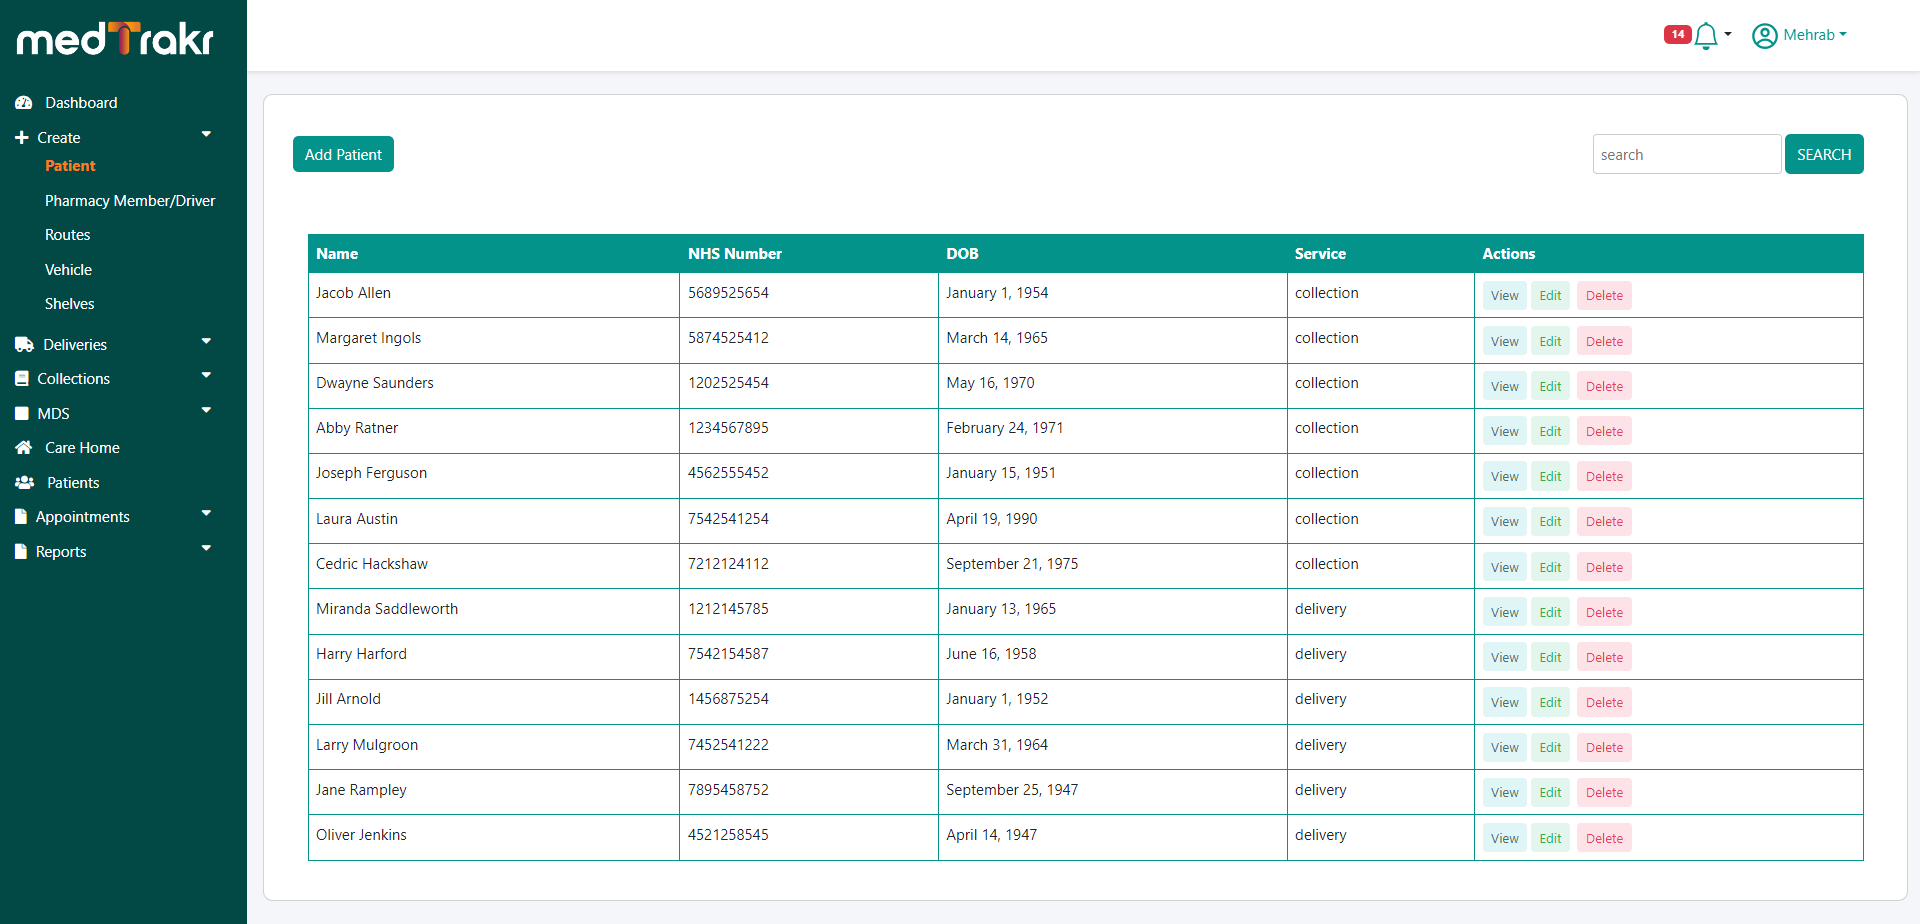 medTrakr
14
Mehrab
Dashboard
Create
Patient
Pharmacy Member/Driver
Routes
Vehicle
Shelves
Deliveries
Collections
MDS
Care Home
Patients
Appointments
Reports
Add Patient
search SEARCH
Name NHS Number DOB Service Actions
Jacob Allen 5689525654 January 1, 1954 collection View Edit Delete
Margaret Ingols 5874525412 March 14, 1965 collection View Edit Delete
Dwayne Saunders 1202525454 May 16, 1970 collection View Edit Delete
Abby Ratner 1234567895 February 24, 1971 collection View Edit Delete
Joseph Ferguson 4562555452 January 15, 1951 collection View Edit Delete
Laura Austin 7542541254 April 19, 1990 collection View Edit Delete
Cedric Hackshaw 7212124112 September 21, 1975 collection View Edit Delete
Miranda Saddleworth 1212145785 January 13, 1965 delivery View Edit Delete
Harry Harford 7542154587 June 16, 1958 delivery View Edit Delete
Jill Arnold 1456875254 January 1, 1952 delivery View Edit Delete
Larry Mulgroon 7452541222 March 31, 1964 delivery View Edit Delete
Jane Rampley 7895458752 September 25, 1947 delivery View Edit Delete
Oliver Jenkins 4521258545 April 14, 1947 delivery View Edit Delete